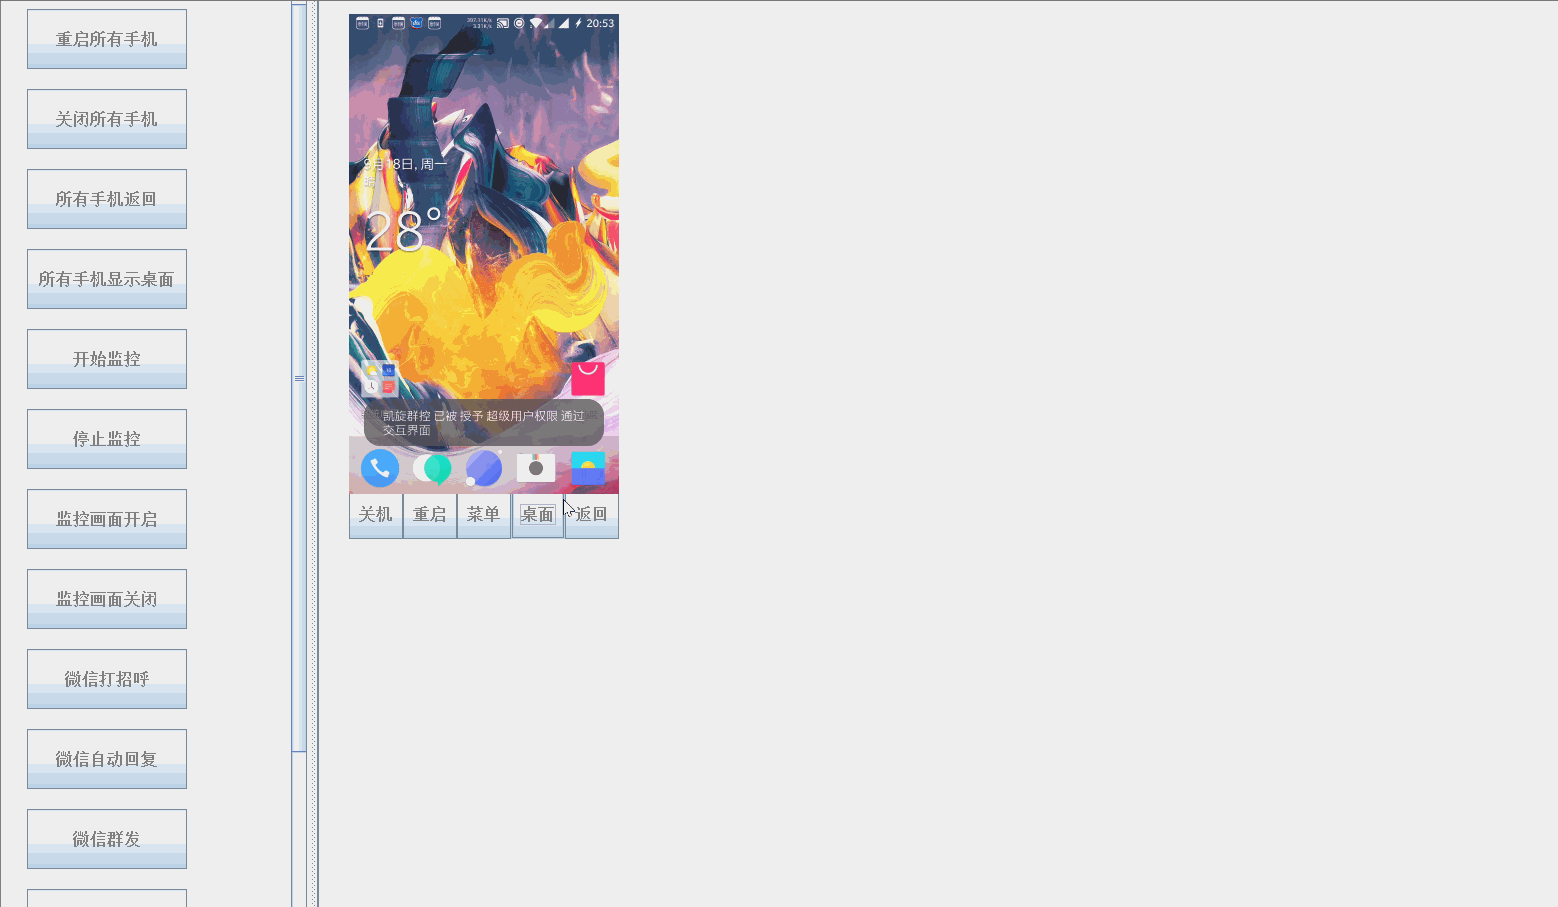 重启所有手机
关闭所有手机
所有手机返回
所有手机显示桌面
开始监控
停止监控
监控画面开启
监控画面关闭
微信打招呼
微信自动回复
微信群发
20:53
9月18日, 周一
28°
凯旋群控 已被 授予 超级用户权限 通过
交互界面
关机
重启
菜单
桌面
返回